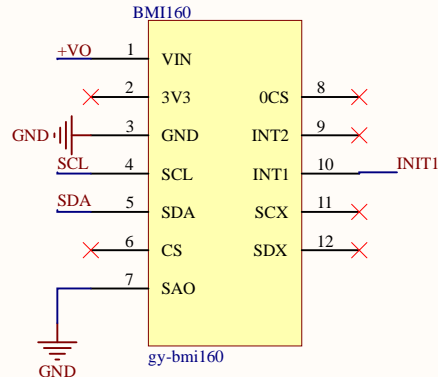 BMI160
+VO 1 VIN
2 3V3 0CS 8
GND 3 GND INT2 9
SCL 4 SCL INT1 10 INIT1
SDA 5 SDA SCX 11
6 CS SDX 12
7 SAO
GND gy-bmi160